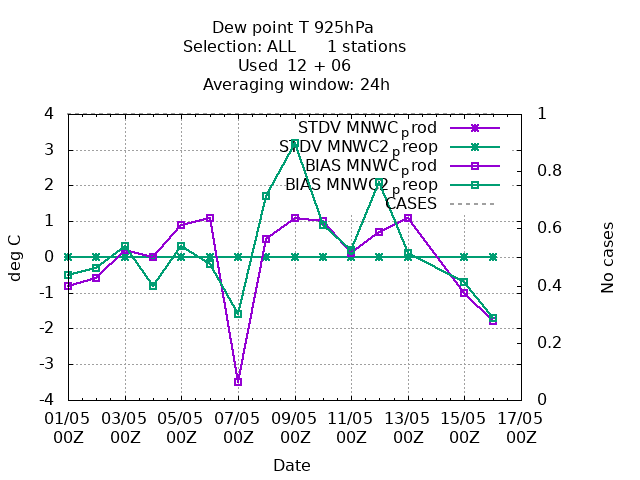 Dew point T 925hPa
Selection: ALL 1 stations
Used 12 + 06
Averaging window: 24h
4 1
STDV MNWC_prod
3 STDV MNWC2_preop
BIAS MNWC_prod
2 0.8
BIAS MNWC2_preop
CASES
1 0.6
0
-1 0.4
-2
0.2
-3
-4 0
deg C
No cases
01/05 03/05 05/05 07/05 09/05 11/05 13/05 15/05 17/05
00Z 00Z 00Z 00Z 00Z 00Z 00Z 00Z 00Z
Date